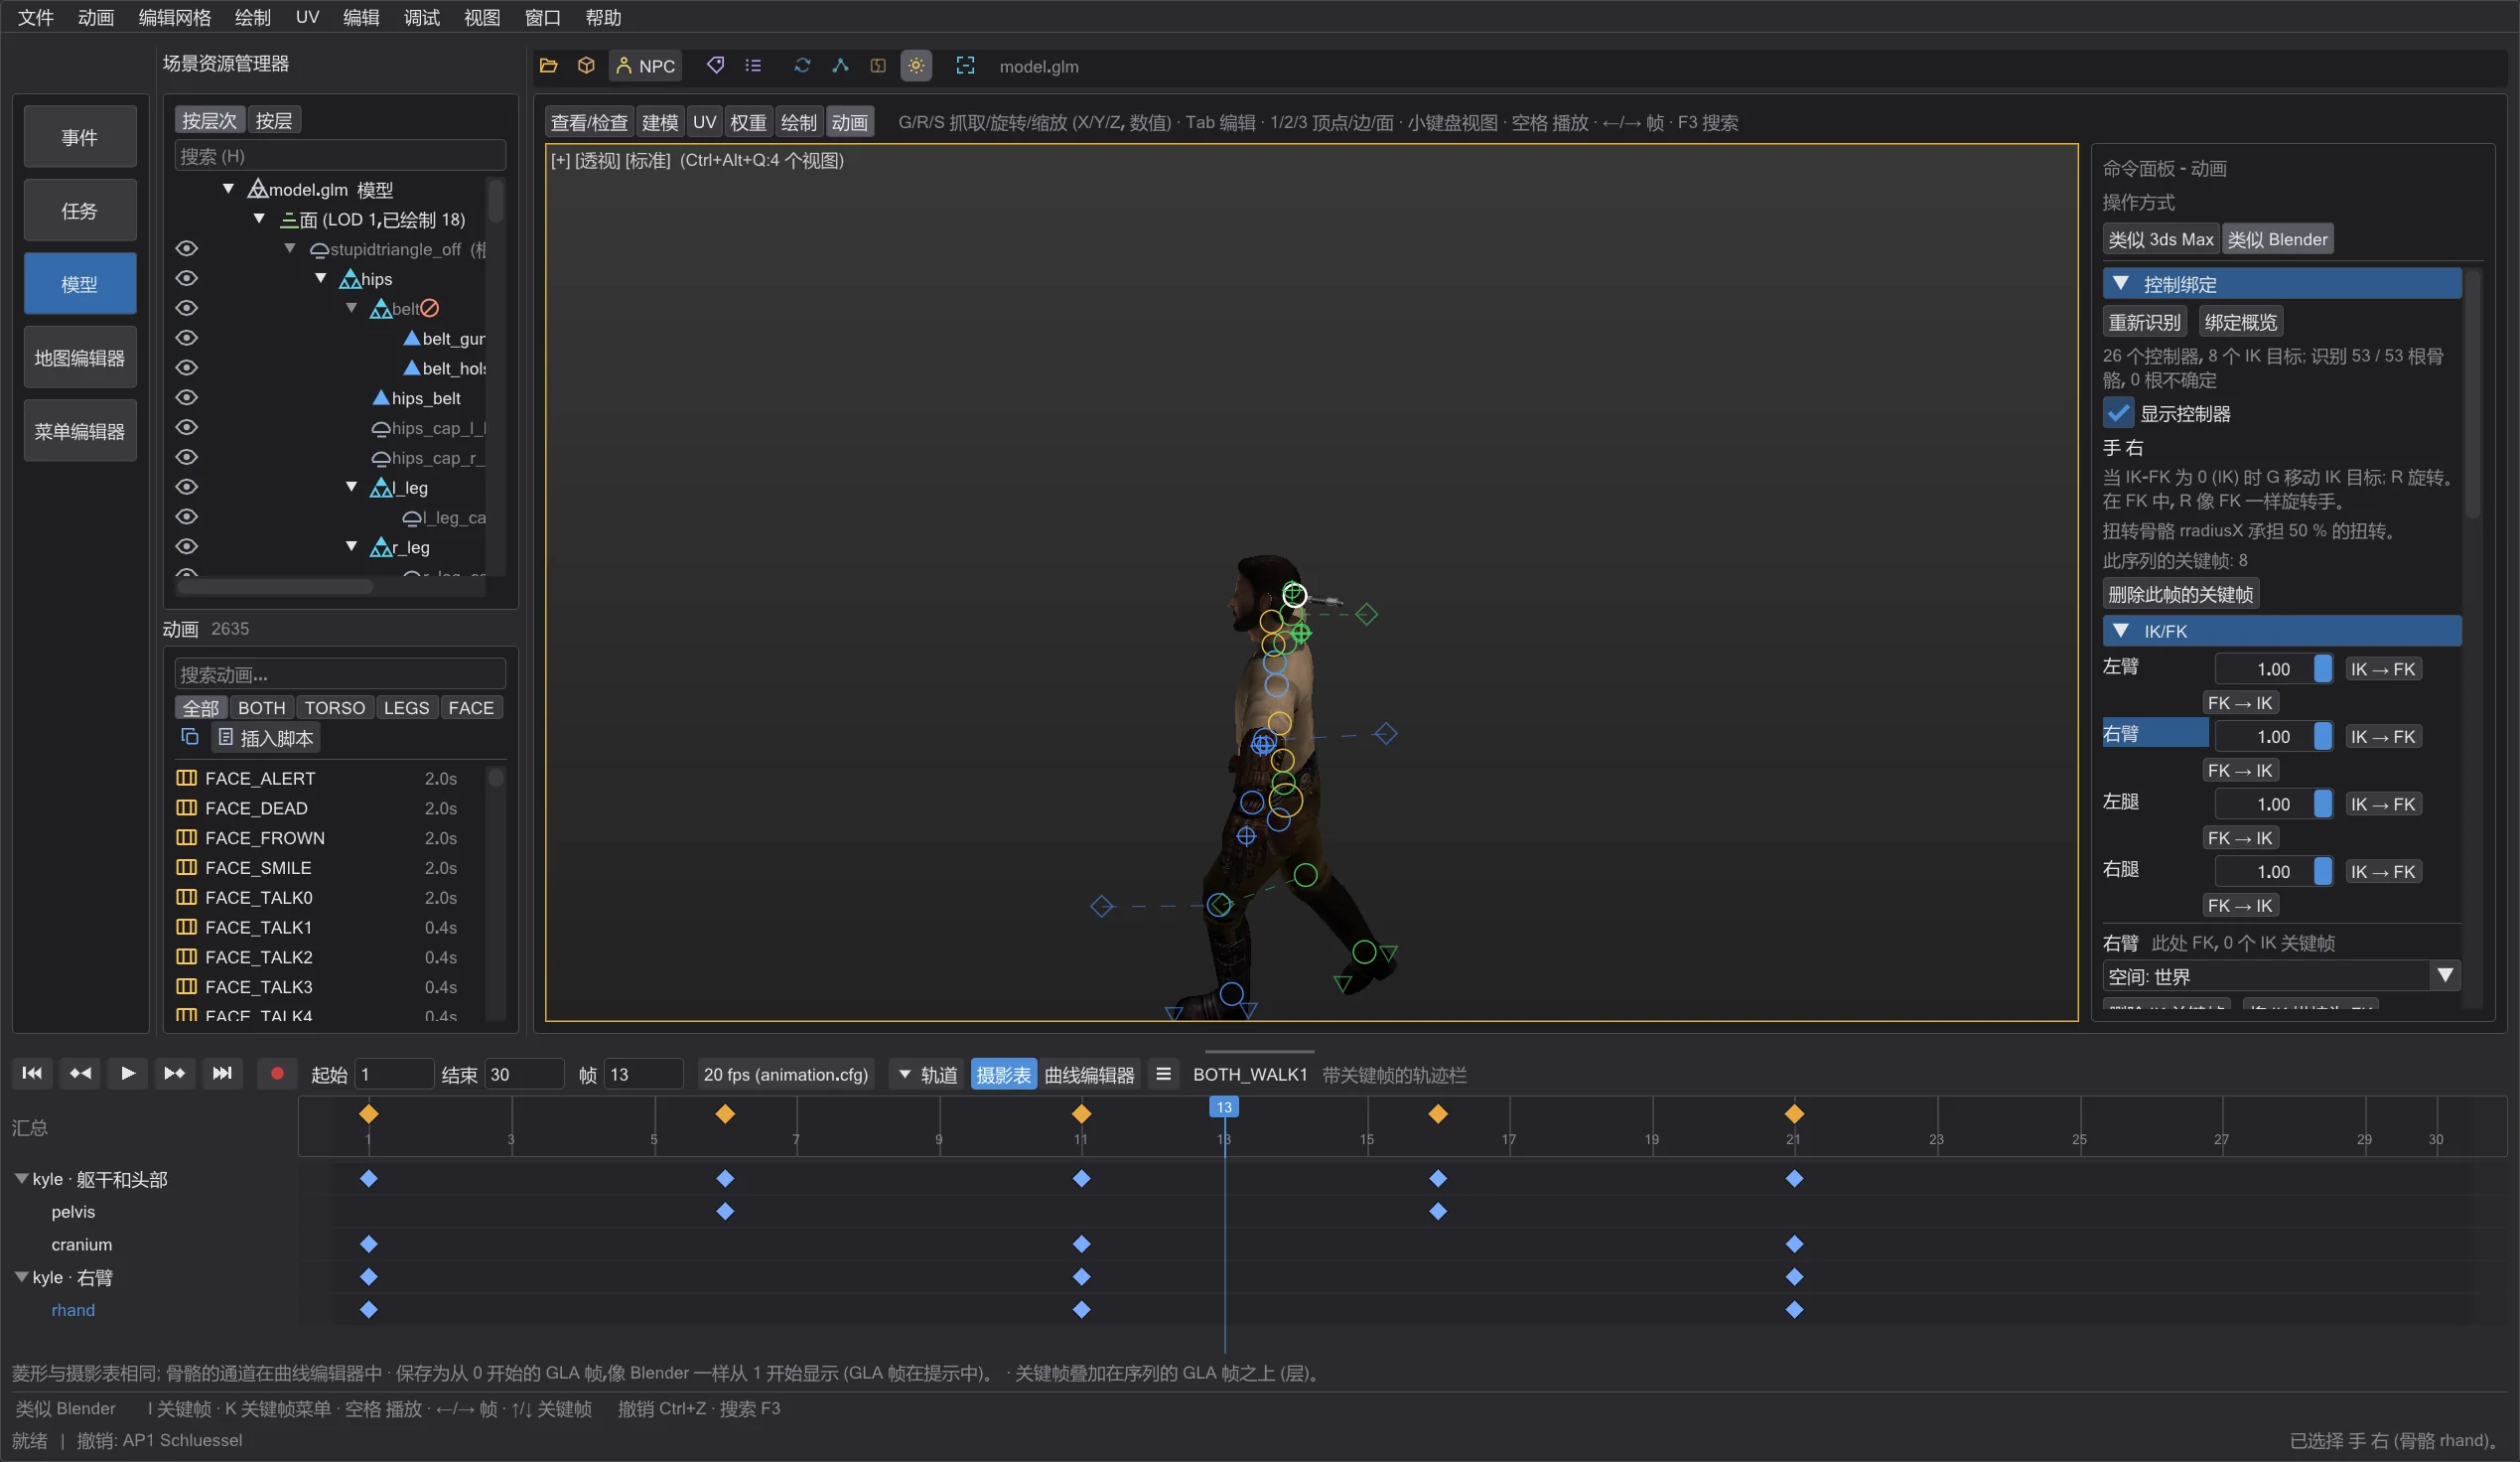 文件 动画 编辑网格 绘制 UV 编辑 调试 视图 窗口 帮助
场景资源管理器
NPC model.glm
事件
任务
模型
地图编辑器
菜单编辑器
按层次 按层
搜索 (H)
model.glm 模型
面 (LOD 1,已绘制 18)
stupidtriangle_off
hips
belt
belt_gun
belt_hols
hips_belt
hips_cap_l_l
hips_cap_r_
l_leg
l_leg_ca
r_leg
动画 2635
搜索动画...
全部 BOTH TORSO LEGS FACE
插入脚本
FACE_ALERT 2.0s
FACE_DEAD 2.0s
FACE_FROWN 2.0s
FACE_SMILE 2.0s
FACE_TALK0 2.0s
FACE_TALK1 0.4s
FACE_TALK2 0.4s
FACE_TALK3 0.4s
FACE_TALK4 0.4s
查看/检查 建模 UV 权重 绘制 动画 G/R/S 抓取/旋转/缩放 (X/Y/Z, 数值) · Tab 编辑 · 1/2/3 顶点/边/面 · 小键盘视图 · 空格 播放 · ←/→ 帧 · F3 搜索
[+] [透视] [标准] (Ctrl+Alt+Q:4 个视图)
命令面板 - 动画
操作方式
类似 3ds Max 类似 Blender
控制绑定
重新识别 绑定概览
26 个控制器, 8 个 IK 目标; 识别 53 / 53 根骨
骼, 0 根不确定
显示控制器
手 右
当 IK-FK 为 0 (IK) 时 G 移动 IK 目标; R 旋转。
在 FK 中, R 像 FK 一样旋转手。
扭转骨骼 rradiusX 承担 50 % 的扭转。
此序列的关键帧: 8
删除此帧的关键帧
IK/FK
左臂 1.00 IK → FK
FK → IK
右臂 1.00 IK → FK
FK → IK
左腿 1.00 IK → FK
FK → IK
右腿 1.00 IK → FK
FK → IK
右臂 此处 FK, 0 个 IK 关键帧
空间: 世界
起始 1 结束 30 帧 13 20 fps (animation.cfg) 轨道 摄影表 曲线编辑器 BOTH_WALK1 带关键帧的轨迹栏
13
汇总
1 3 5 7 9 11 13 15 17 19 21 23 25 27 29 30
kyle · 躯干和头部
pelvis
cranium
kyle · 右臂
rhand
菱形与摄影表相同; 骨骼的通道在曲线编辑器中 · 保存为从 0 开始的 GLA 帧,像 Blender 一样从 1 开始显示 (GLA 帧在提示中)。 · 关键帧叠加在序列的 GLA 帧之上 (层)。
类似 Blender I 关键帧 · K 关键帧菜单 · 空格 播放 · ←/→ 帧 · ↑/↓ 关键帧 撤销 Ctrl+Z · 搜索 F3
就绪 | 撤销: AP1 Schluessel
已选择 手 右 (骨骼 rhand)。